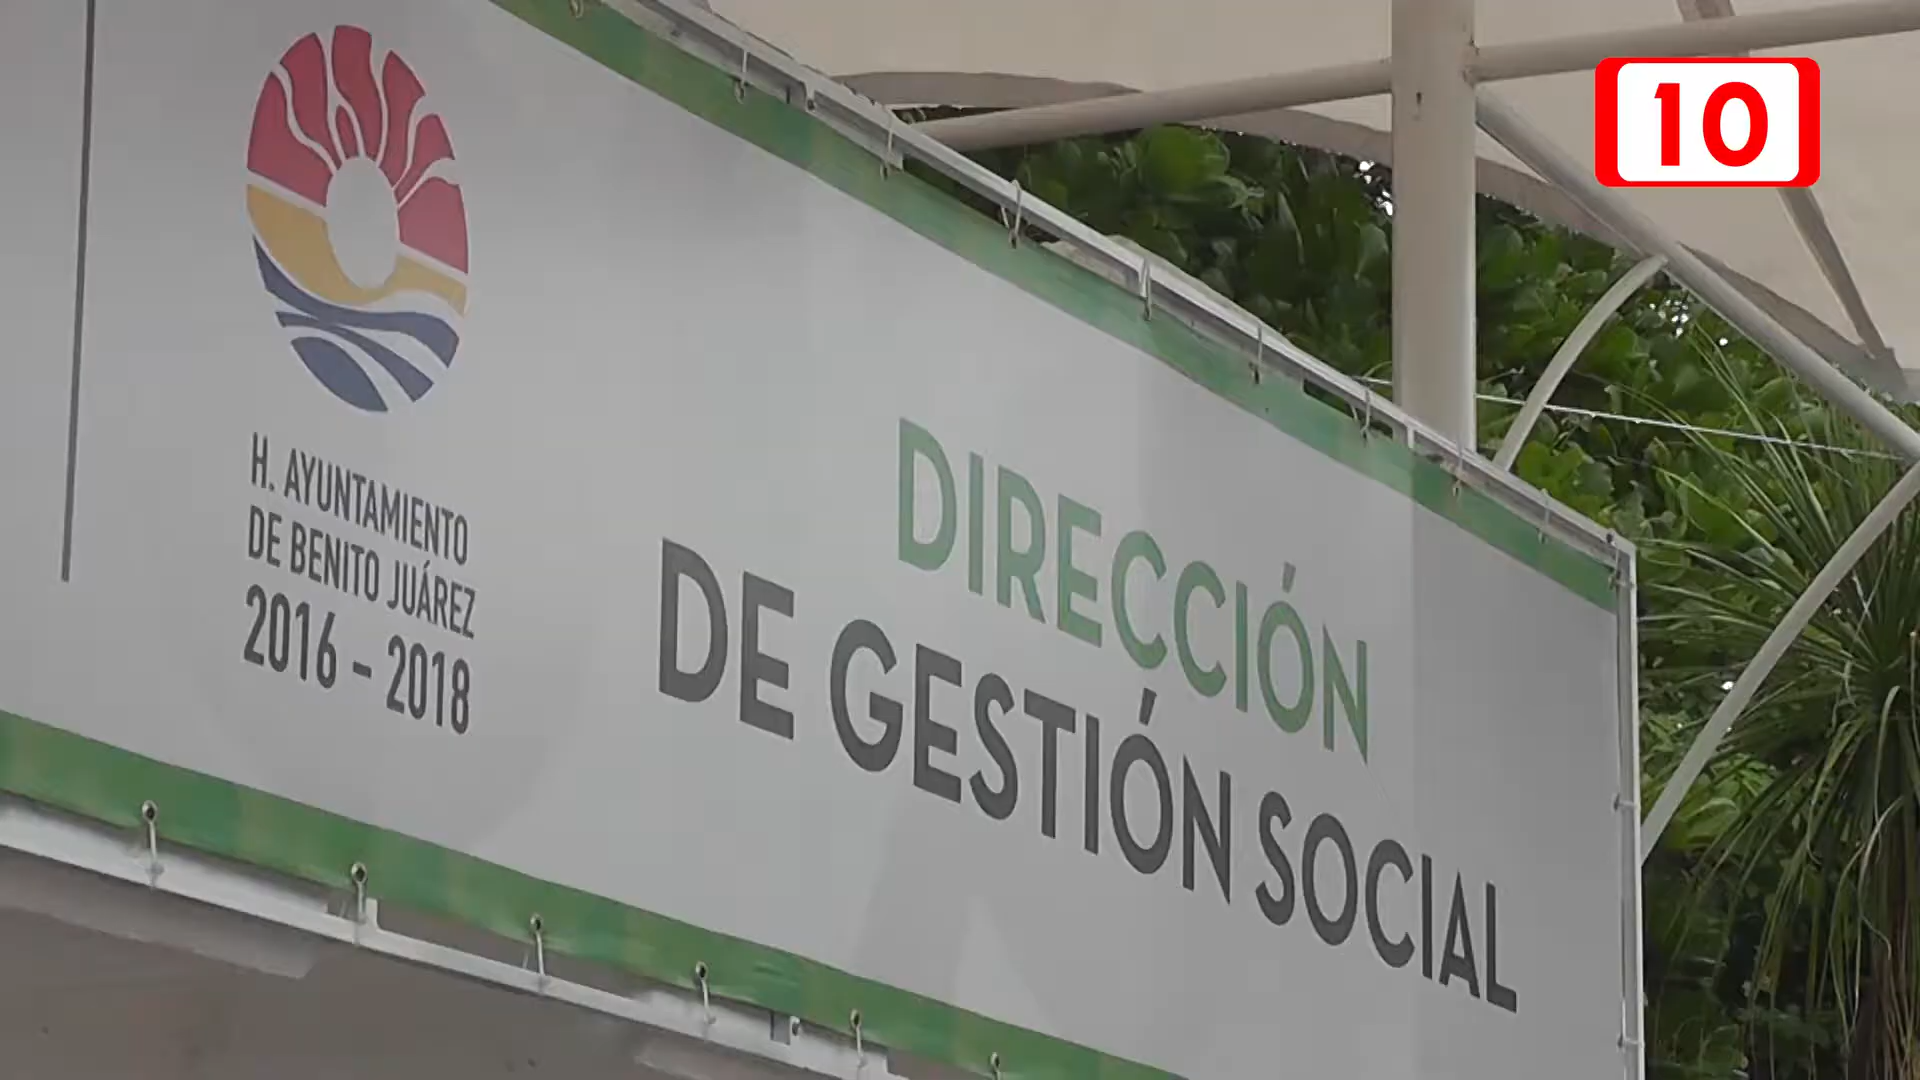 10
H. AYUNTAMIENTO
DE BENITO JUÁREZ
2016 - 2018
DIRECCIÓN
DE GESTIÓN SOCIAL